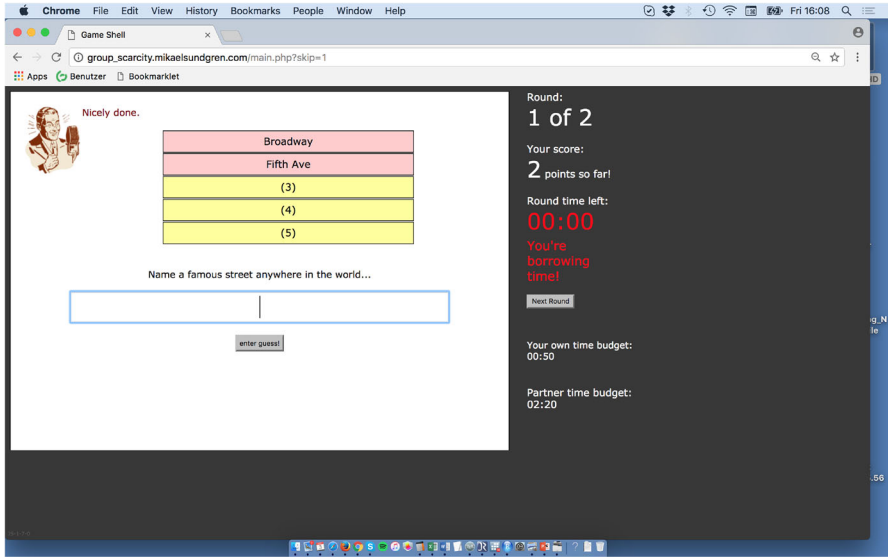 Chrome File Edit View History Bookmarks People Window Help Fri 16:08
Game Shell
group_scarcity.mikaelsundgren.com/main.php?skip=1
Apps Benutzer Bookmarklet
Nicely done.
Broadway
Fifth Ave
(3)
(4)
(5)
Name a famous street anywhere in the world...
enter guess!
Round:
1 of 2
Your score:
2 points so far!
Round time left:
00:00
You're
borrowing
time!
Next Round
Your own time budget:
00:50
Partner time budget:
02:20
ng_N
le
.56